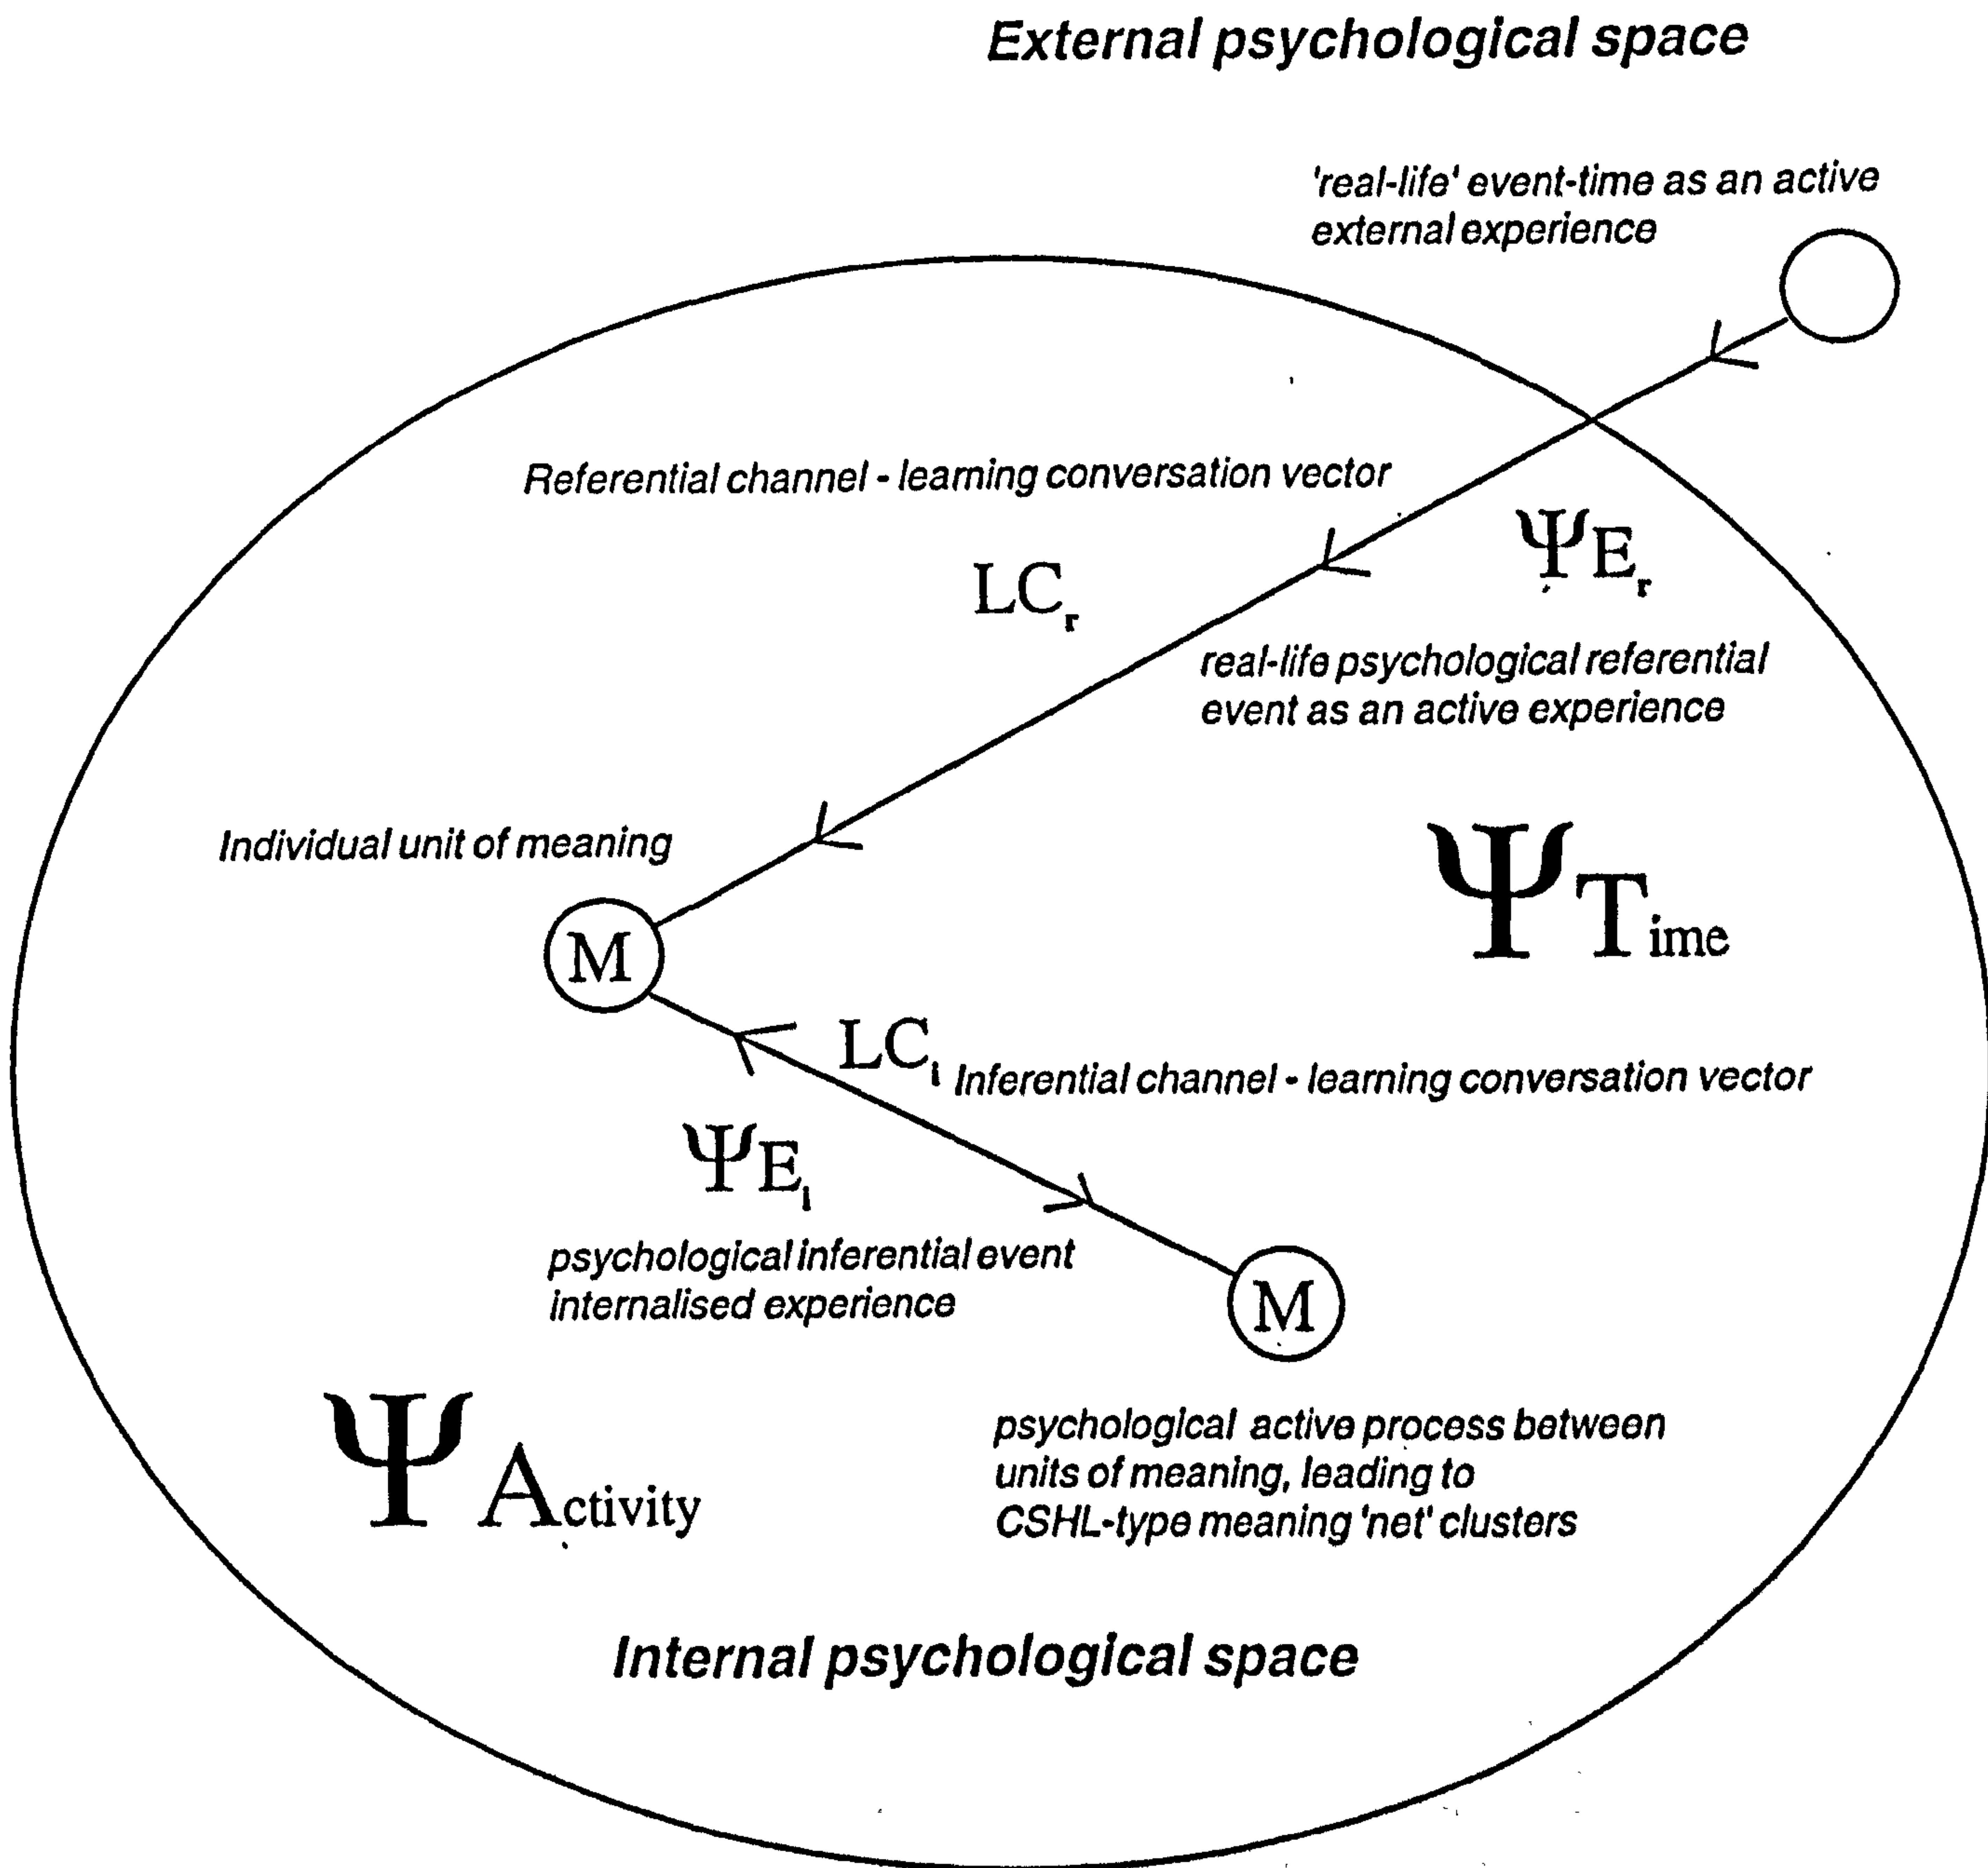 External psychological space
'real-life' event-time as an active
external experience
Referential channel - learning conversation vector
LCr
ΨEr
real-life psychological referential
event as an active experience
Individual unit of meaning
ΨTime
M
LCi Inferential channel - learning conversation vector
ΨEi
psychological inferential event
internalised experience
M
ΨActivity
psychological active process between
units of meaning, leading to
CSHL-type meaning 'net' clusters
Internal psychological space